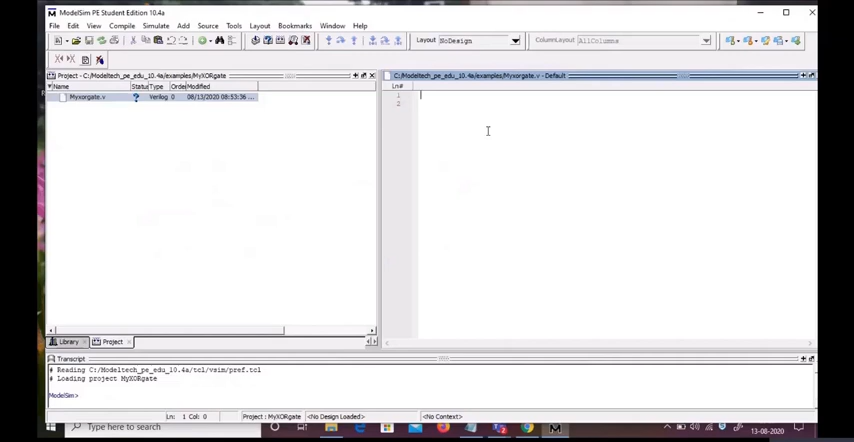 ModelSim PE Student Edition 10.4a
File Edit View Compile Simulate Add Source Tools Layout Bookmarks Window Help
Layout NoDesign ColumnLayout AllColumns
Project - C:/Modeltech_pe_edu_10.4a/examples/MyXORgate
C:/Modeltech_pe_edu_10.4a/examples/Myxorgate.v - Default
Name Status Type Order Modified
Ln#
Myxorgate.v ? Verilog 0 08/13/2020 08:53:36 ...
1
2
Library Project
Transcript
# Reading C:/Modeltech_pe_edu_10.4a/tcl/vsim/pref.tcl
# Loading project MyXORgate
ModelSim>
Ln: 1 Col: 0 Project : MyXORgate <No Design Loaded> <No Context>
Type here to search
13-08-2020